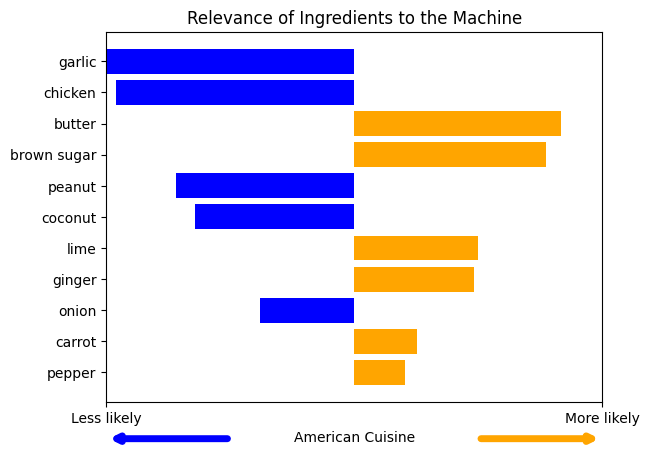 Relevance of Ingredients to the Machine
garlic
chicken
butter
brown sugar
peanut
coconut
lime
ginger
onion
carrot
pepper
Less likely
More likely
American Cuisine